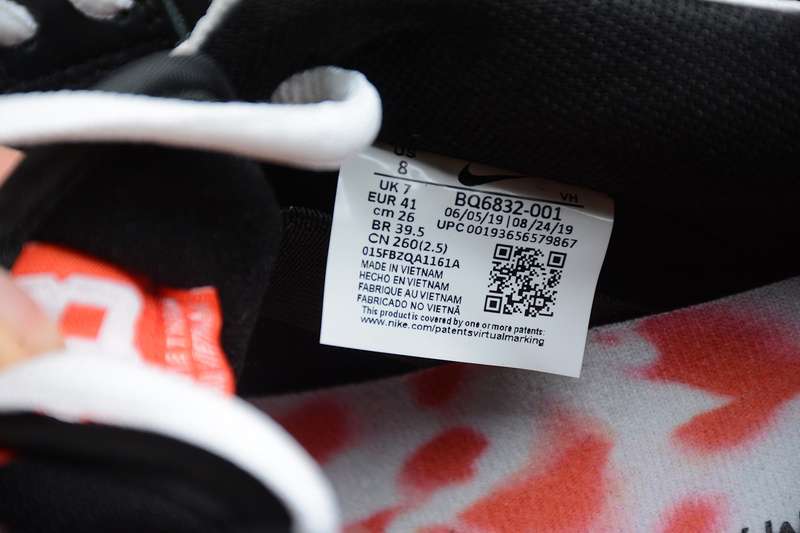 US
8
UK 7
EUR 41
cm 26
BR 39.5
CN 260(2.5)
VH
BQ6832-001
06/05/19 | 08/24/19
UPC 00193656579867
015FBZQA1161A
MADE IN VIETNAM
HECHO EN VIETNAM
FABRIQUE AU VIETNAM
FABRICADO NO VIETNÃ
This product is covered by one or more patents:
www.nike.com/patentsvirtualmarking